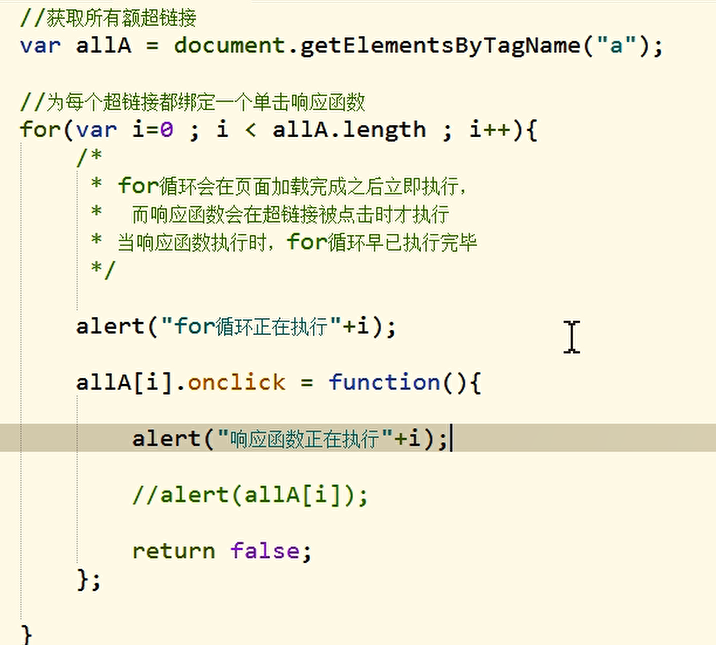 //获取所有额超链接
var allA = document.getElementsByTagName("a");
//为每个超链接都绑定一个单击响应函数
for(var i=0 ; i < allA.length ; i++){
/*
* for循环会在页面加载完成之后立即执行，
* 而响应函数会在超链接被点击时才执行
* 当响应函数执行时，for循环早已执行完毕
*/
alert("for循环正在执行"+i);
allA[i].onclick = function(){
alert("响应函数正在执行"+i);
//alert(allA[i]);
return false;
};
}